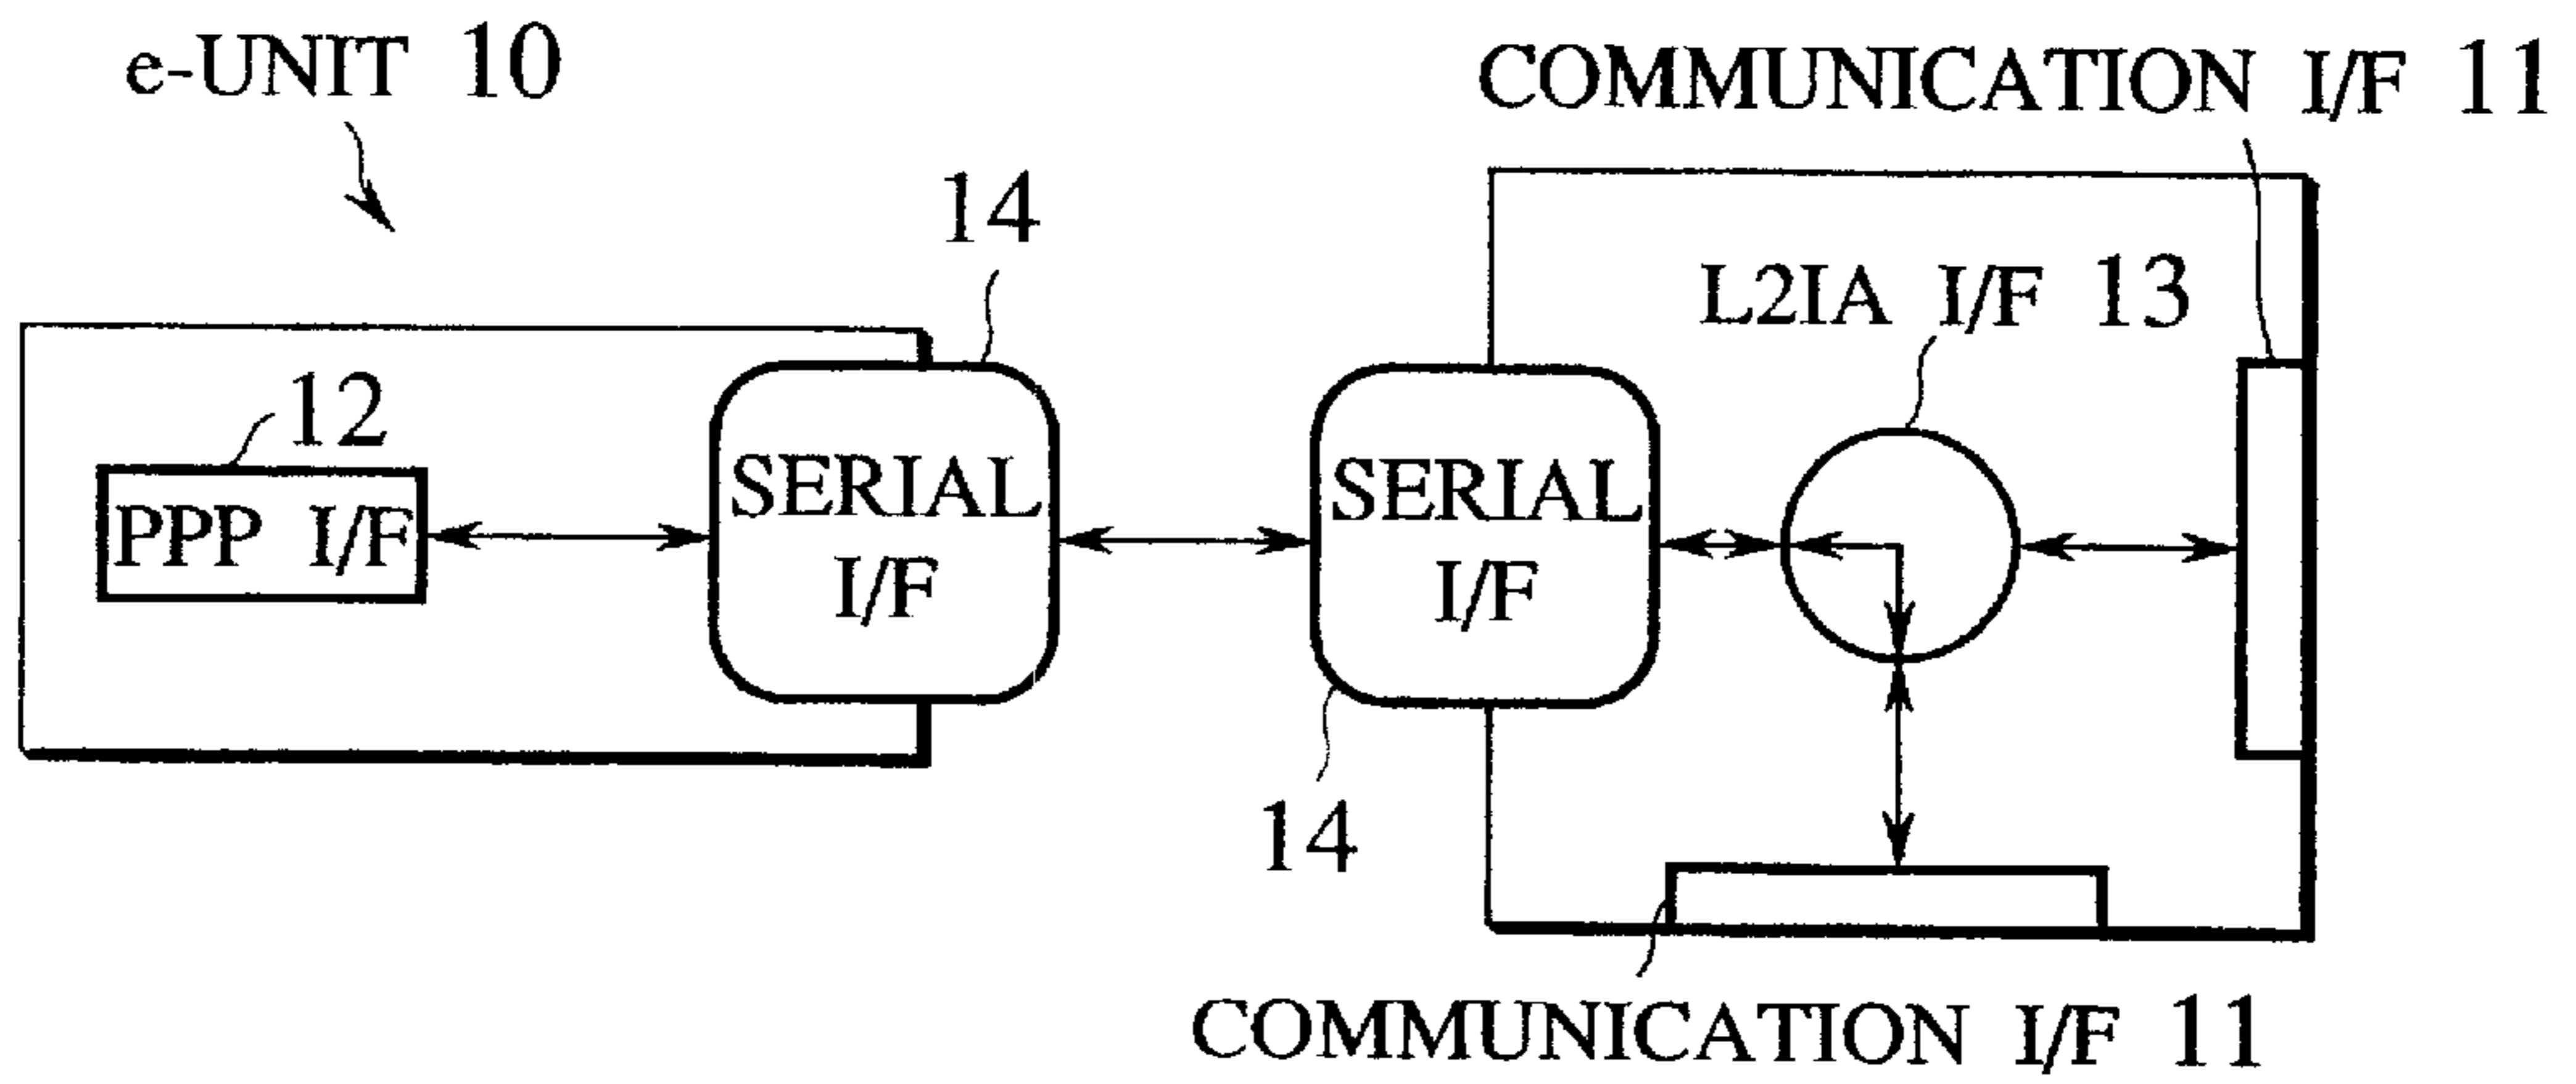 e-UNIT 10
COMMUNICATION I/F 11
14
L2IA I/F 13
12
PPP I/F
SERIAL
I/F
SERIAL
I/F
14
COMMUNICATION I/F 11